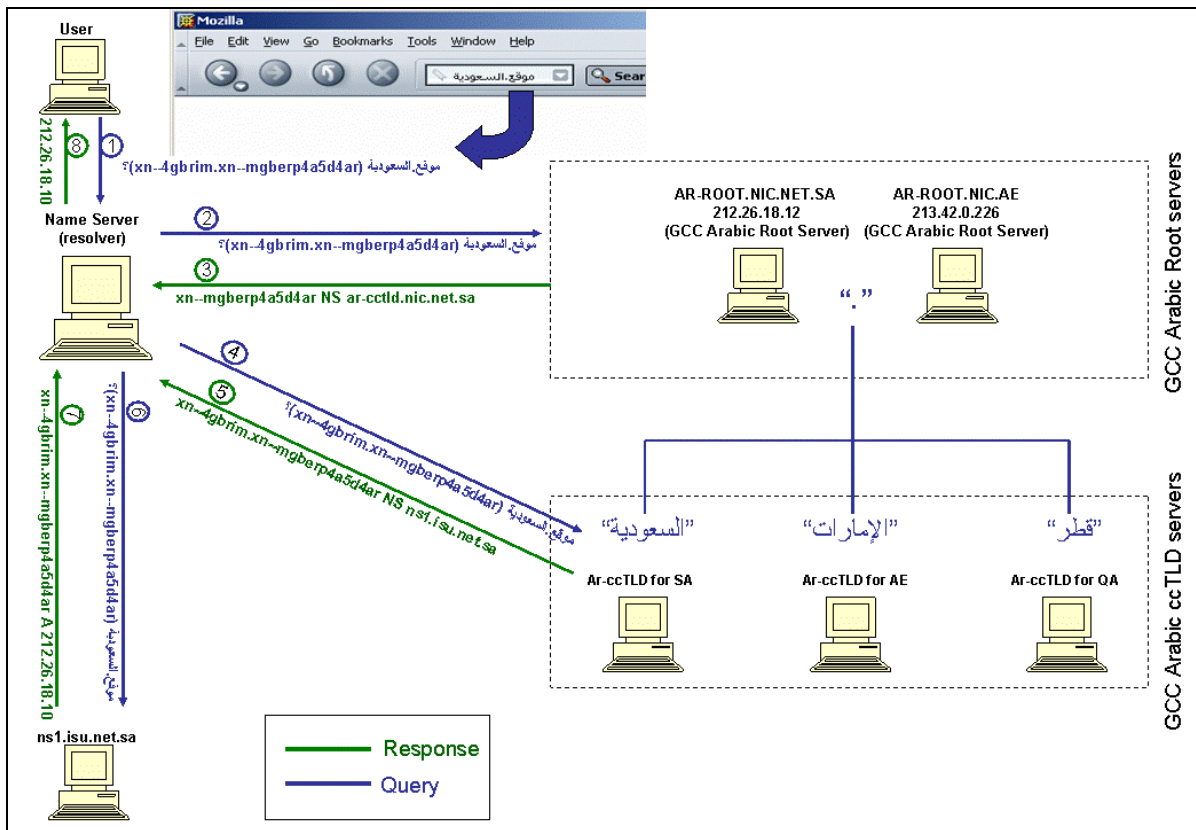 User
Mozilla
File Edit View Go Bookmarks Tools Window Help
موقع.السعودية
Sear
212.26.18.10
8
1
موقع.السعودية (xn--4gbrim.xn--mgberp4a5d4ar)؟
Name Server
(resolver)
2
موقع.السعودية (xn--4gbrim.xn--mgberp4a5d4ar)؟
3
xn--mgberp4a5d4ar NS ar-cctld.nic.net.sa
AR-ROOT.NIC.NET.SA
212.26.18.12
(GCC Arabic Root Server)
AR-ROOT.NIC.AE
213.42.0.226
(GCC Arabic Root Server)
“.”
GCC Arabic Root servers
4
موقع.السعودية (xn--4gbrim.xn--mgberp4a5d4ar)؟
5
xn--4gbrim.xn--mgberp4a5d4ar NS ns1.isu.net.sa
6
موقع.السعودية (xn--4gbrim.xn--mgberp4a5d4ar)؟
7
xn--4gbrim.xn--mgberp4a5d4ar A 212.26.18.10
“السعودية”
“الإمارات”
“قطر”
Ar-ccTLD for SA
Ar-ccTLD for AE
Ar-ccTLD for QA
GCC Arabic ccTLD servers
ns1.isu.net.sa
Response
Query